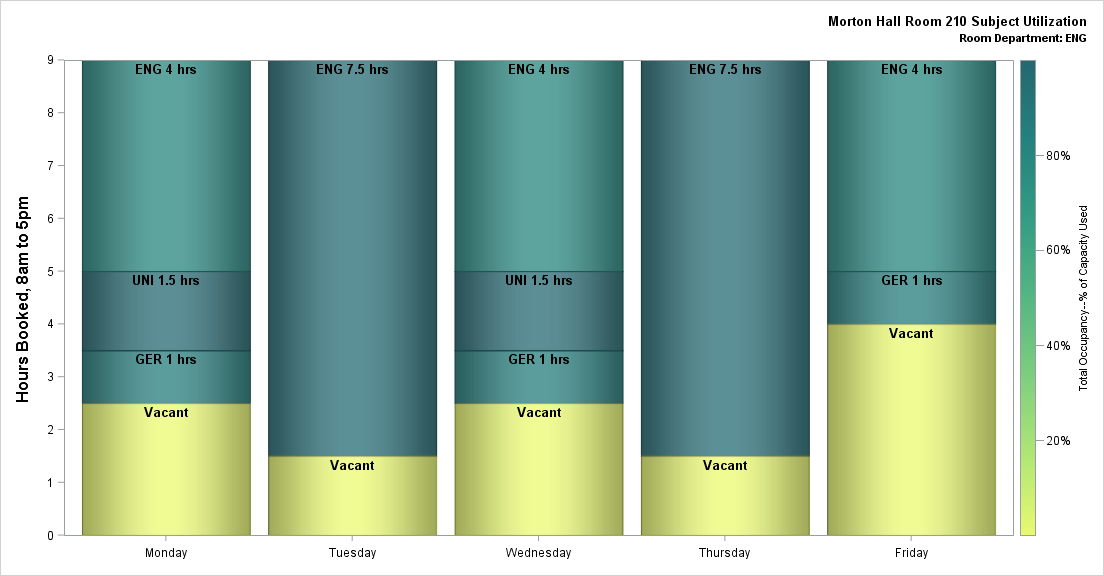 Morton Hall Room 210 Subject Utilization
Room Department: ENG
Hours Booked, 8am to 5pm
9
8
7
6
5
4
3
2
1
0
ENG 4 hrs
UNI 1.5 hrs
GER 1 hrs
Vacant
ENG 7.5 hrs
Vacant
ENG 4 hrs
UNI 1.5 hrs
GER 1 hrs
Vacant
ENG 7.5 hrs
Vacant
ENG 4 hrs
GER 1 hrs
Vacant
Monday
Tuesday
Wednesday
Thursday
Friday
80%
60%
40%
20%
Total Occupancy--% of Capacity Used